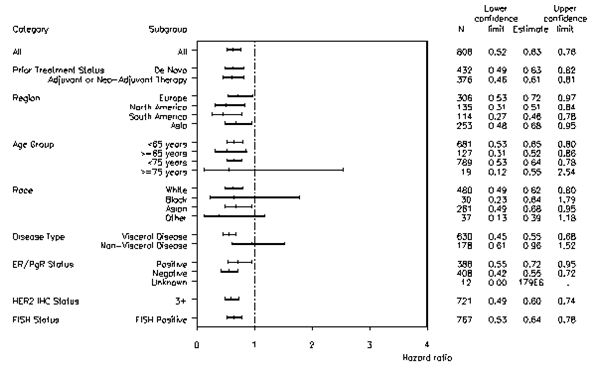 Category Subgroup N Lower confidence limit Estimate Upper confidence limit
All All 808 0.52 0.63 0.76
Prior Treatment Status De Novo 432 0.49 0.63 0.82
Adjuvant or Neo-Adjuvant Therapy 376 0.46 0.61 0.81
Region Europe 306 0.53 0.72 0.97
North America 135 0.31 0.51 0.84
South America 114 0.27 0.46 0.78
Asia 253 0.48 0.68 0.95
Age Group <65 years 681 0.53 0.65 0.80
>=65 years 127 0.31 0.52 0.86
<75 years 789 0.53 0.64 0.78
>=75 years 19 0.12 0.55 2.54
Race White 480 0.49 0.62 0.80
Black 30 0.23 0.64 1.79
Asian 261 0.49 0.68 0.95
Other 37 0.13 0.39 1.18
Disease Type Visceral Disease 630 0.45 0.55 0.68
Non-Visceral Disease 178 0.61 0.96 1.52
ER/PgR Status Positive 388 0.55 0.72 0.95
Negative 408 0.42 0.55 0.72
Unknown 12 0.00 179E6 .
HER2 IHC Status 3+ 721 0.49 0.60 0.74
FISH Status FISH Positive 767 0.53 0.64 0.78
0 1 2 3 4
Hazard ratio